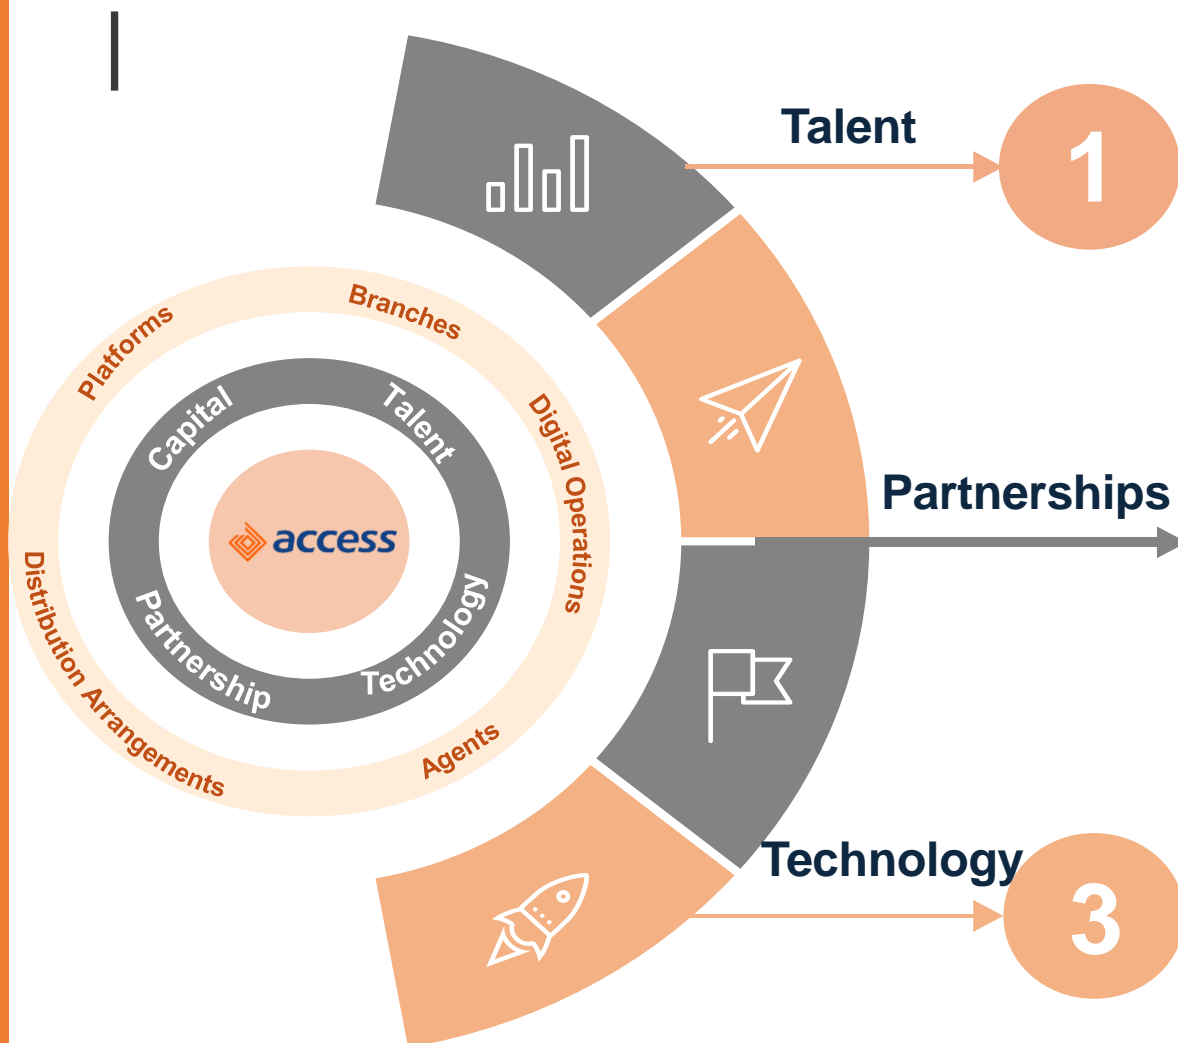 Talent
1
Branches
Platforms
Digital Operations
Capital
Talent
Partnerships
access
Distribution Arrangements
Partnership
Technology
Agents
Technology
3